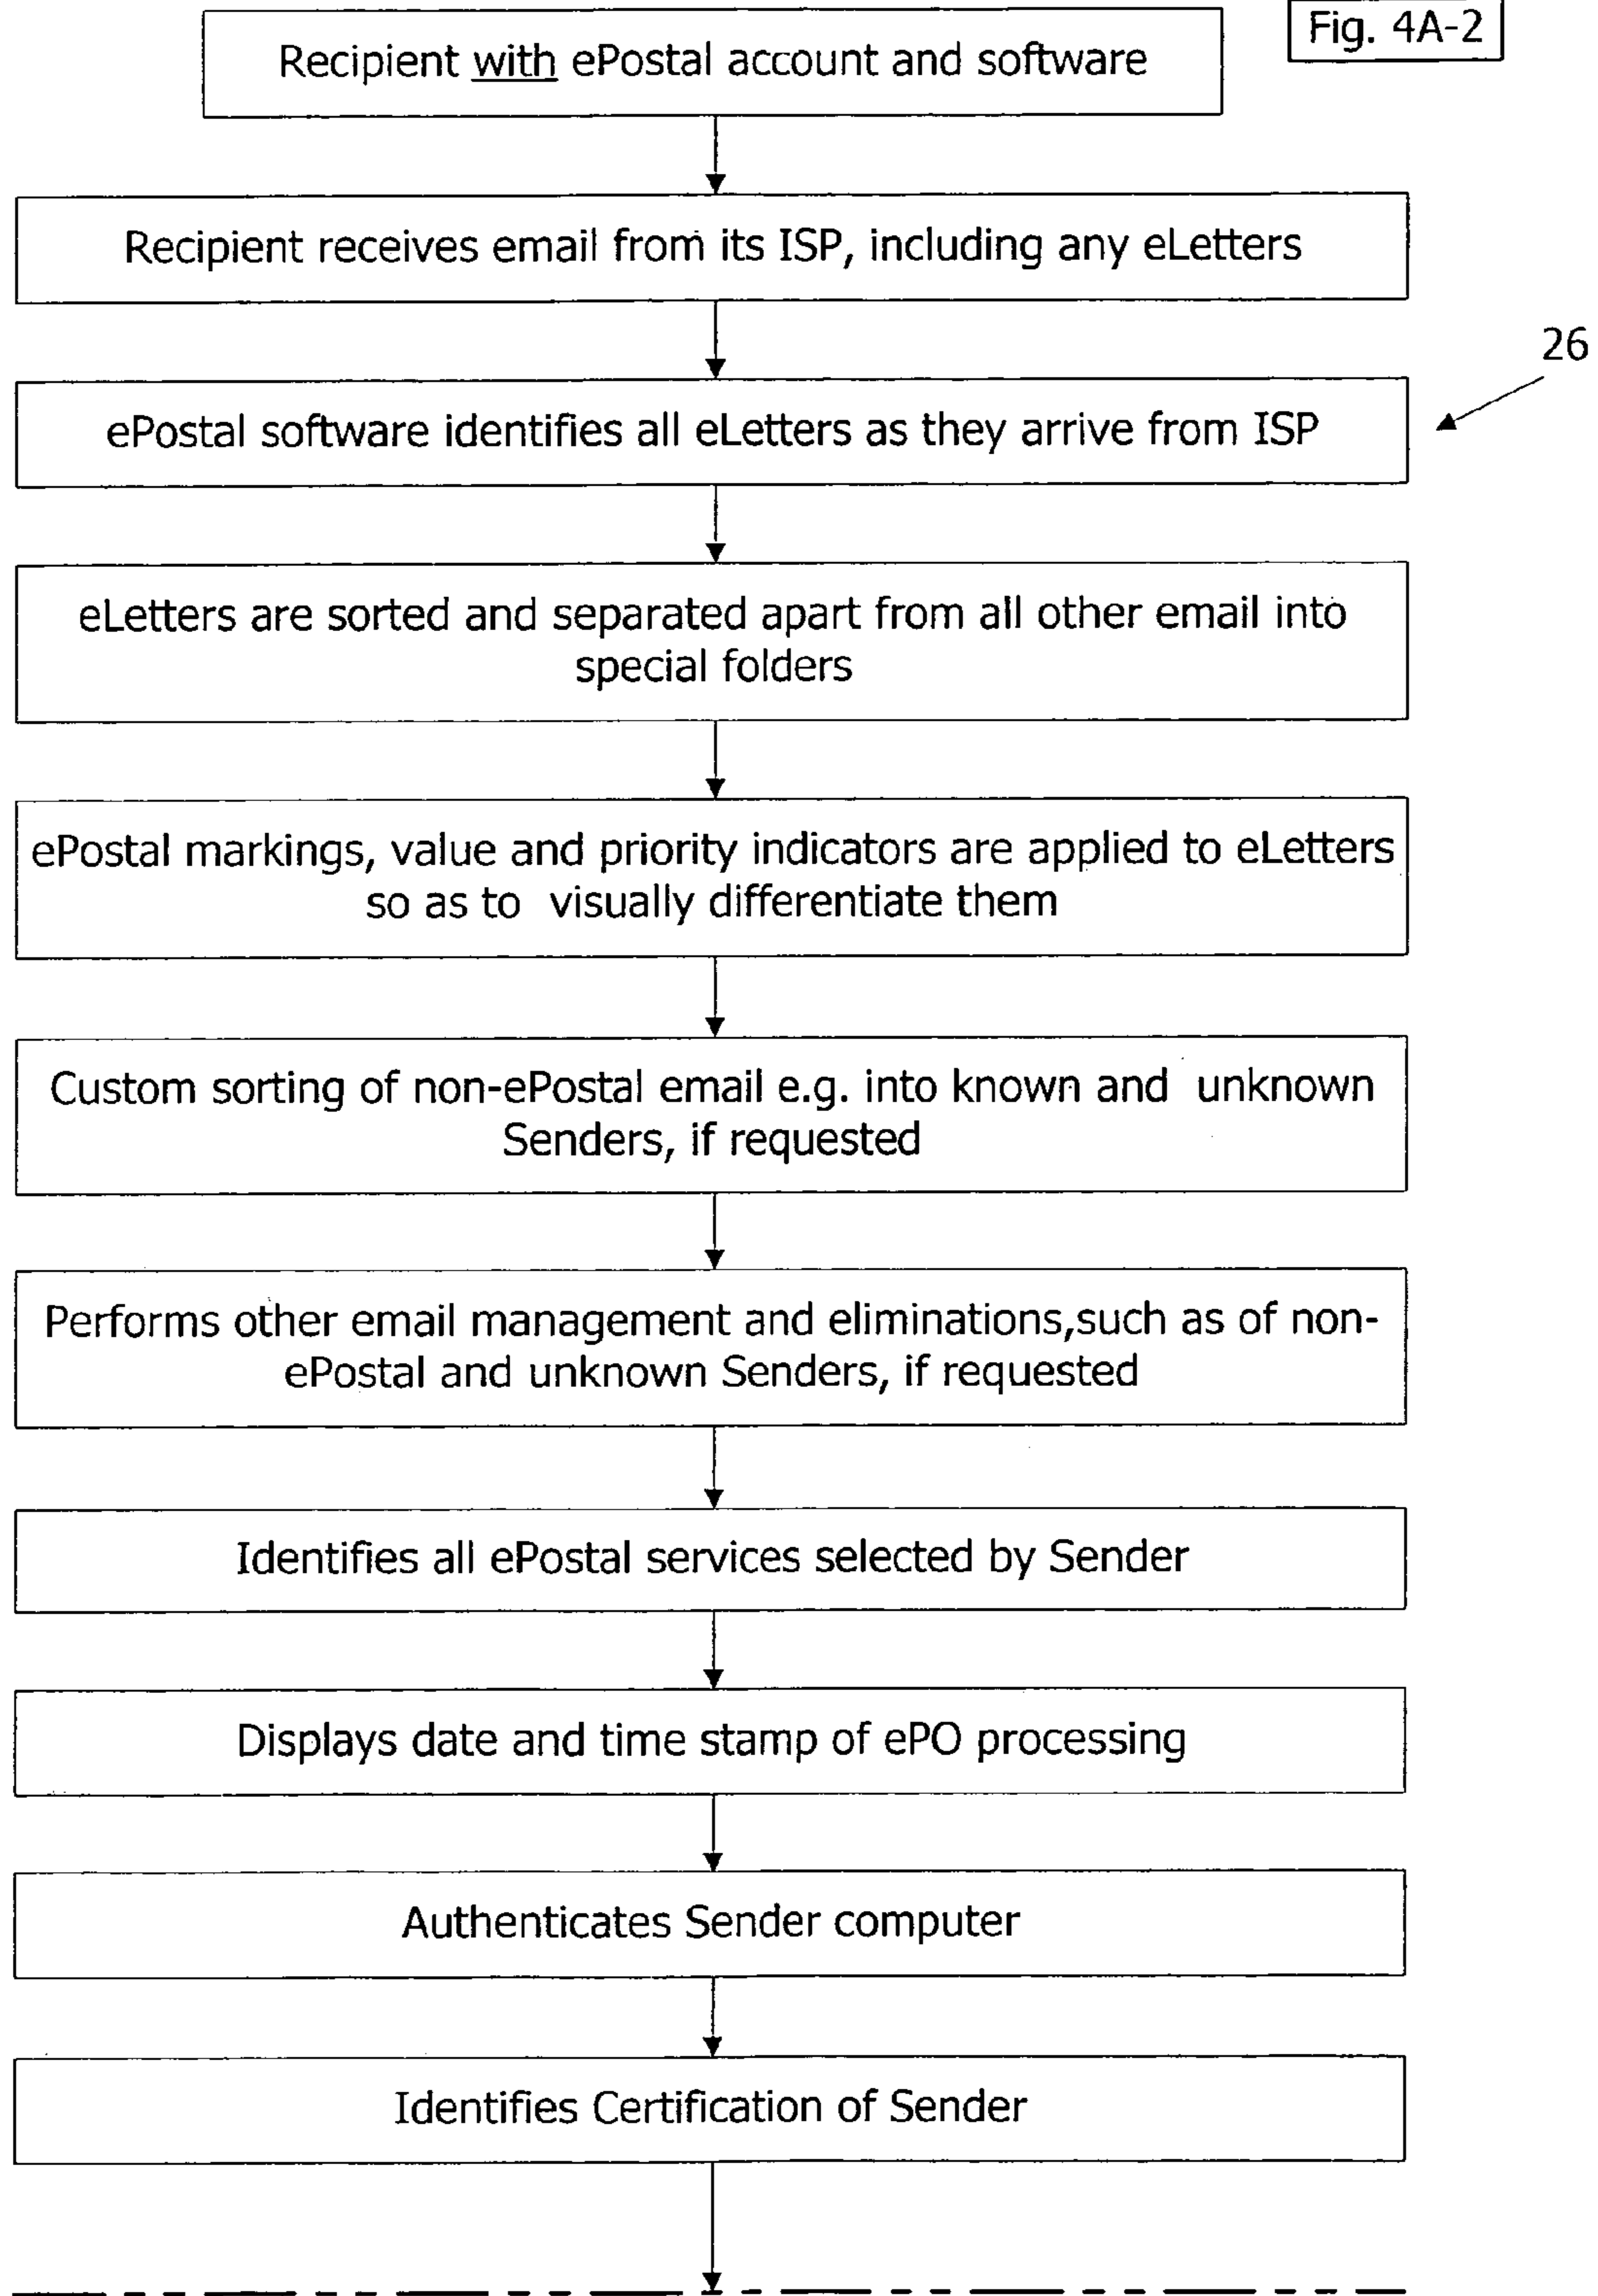 Fig. 4A-2
Recipient with ePostal account and software
Recipient receives email from its ISP, including any eLetters
26
ePostal software identifies all eLetters as they arrive from ISP
eLetters are sorted and separated apart from all other email into
special folders
ePostal markings, value and priority indicators are applied to eLetters
so as to visually differentiate them
Custom sorting of non-ePostal email e.g. into known and unknown
Senders, if requested
Performs other email management and eliminations,such as of non-
ePostal and unknown Senders, if requested
Identifies all ePostal services selected by Sender
Displays date and time stamp of ePO processing
Authenticates Sender computer
Identifies Certification of Sender